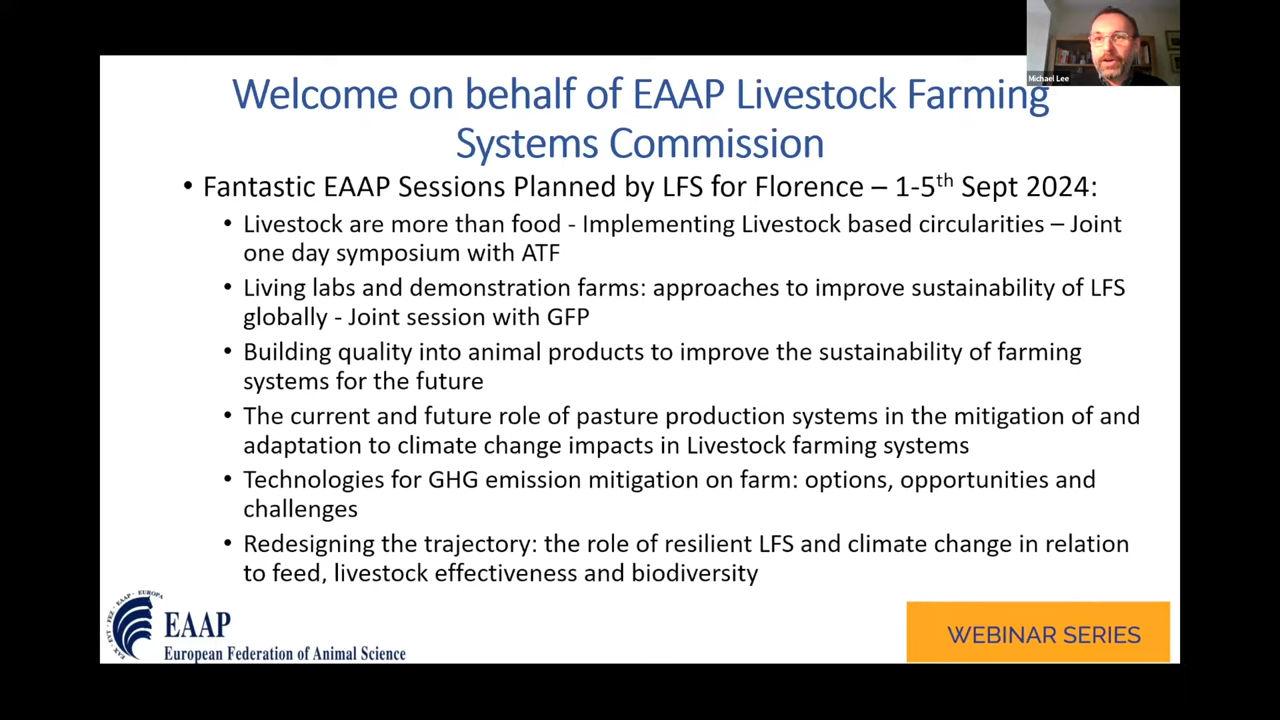 Michael Lee
Welcome on behalf of EAAP Livestock Farming
Systems Commission
• Fantastic EAAP Sessions Planned by LFS for Florence – 1-5th Sept 2024:
• Livestock are more than food - Implementing Livestock based circularities – Joint
one day symposium with ATF
• Living labs and demonstration farms: approaches to improve sustainability of LFS
globally - Joint session with GFP
• Building quality into animal products to improve the sustainability of farming
systems for the future
• The current and future role of pasture production systems in the mitigation of and
adaptation to climate change impacts in Livestock farming systems
• Technologies for GHG emission mitigation on farm: options, opportunities and
challenges
• Redesigning the trajectory: the role of resilient LFS and climate change in relation
to feed, livestock effectiveness and biodiversity
EAAP
European Federation of Animal Science
WEBINAR SERIES